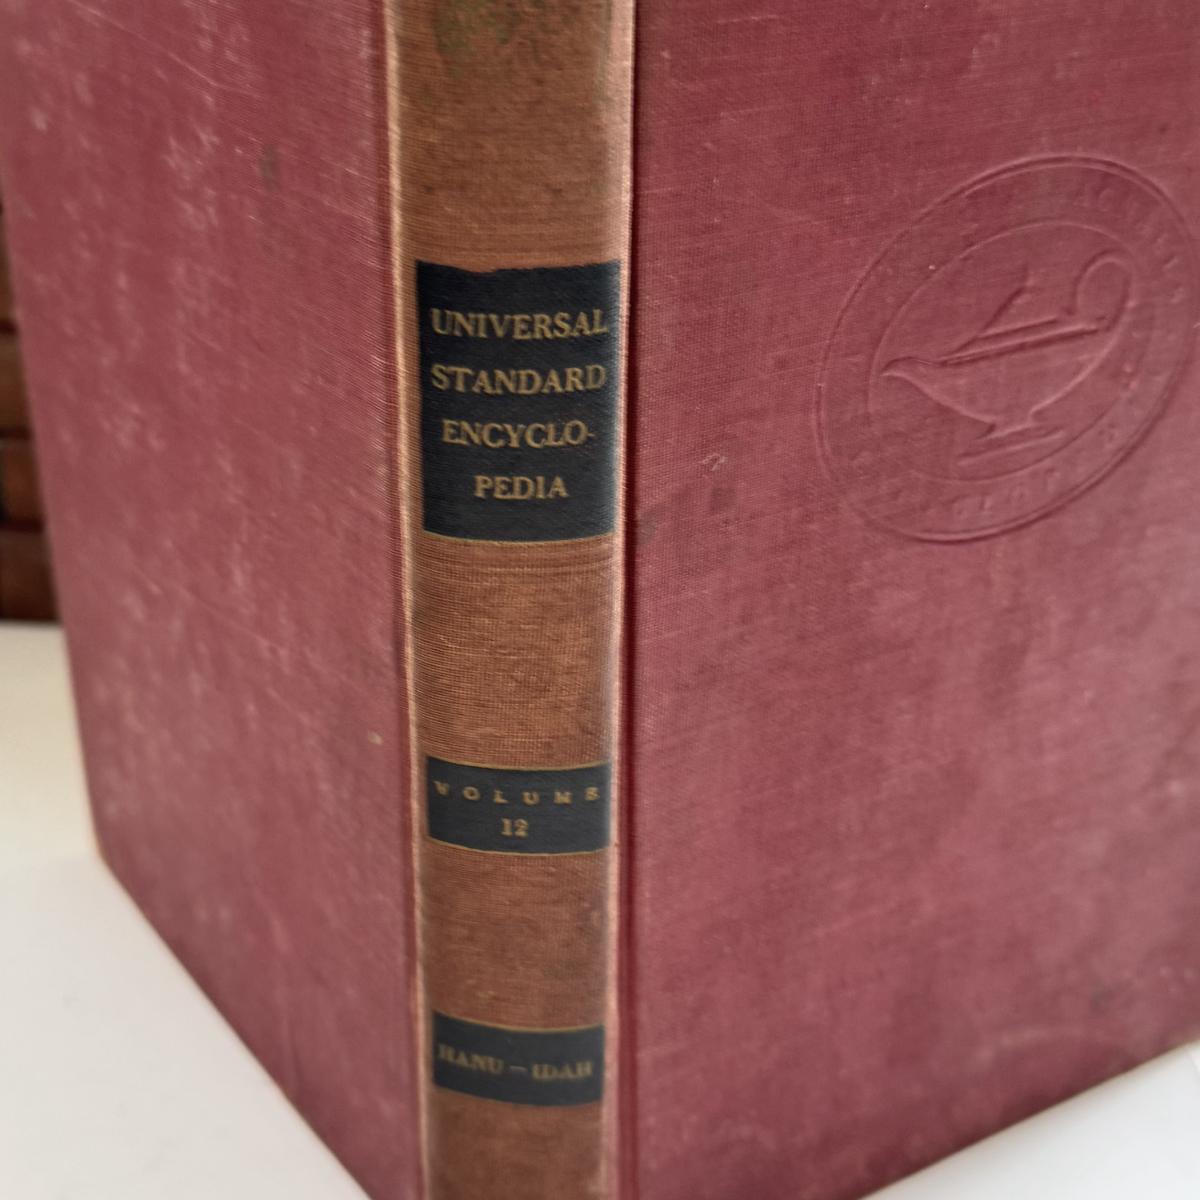 UNIVERSAL
STANDARD
ENCYCLO-
PEDIA
VOLUME
12
HANU – IDAH